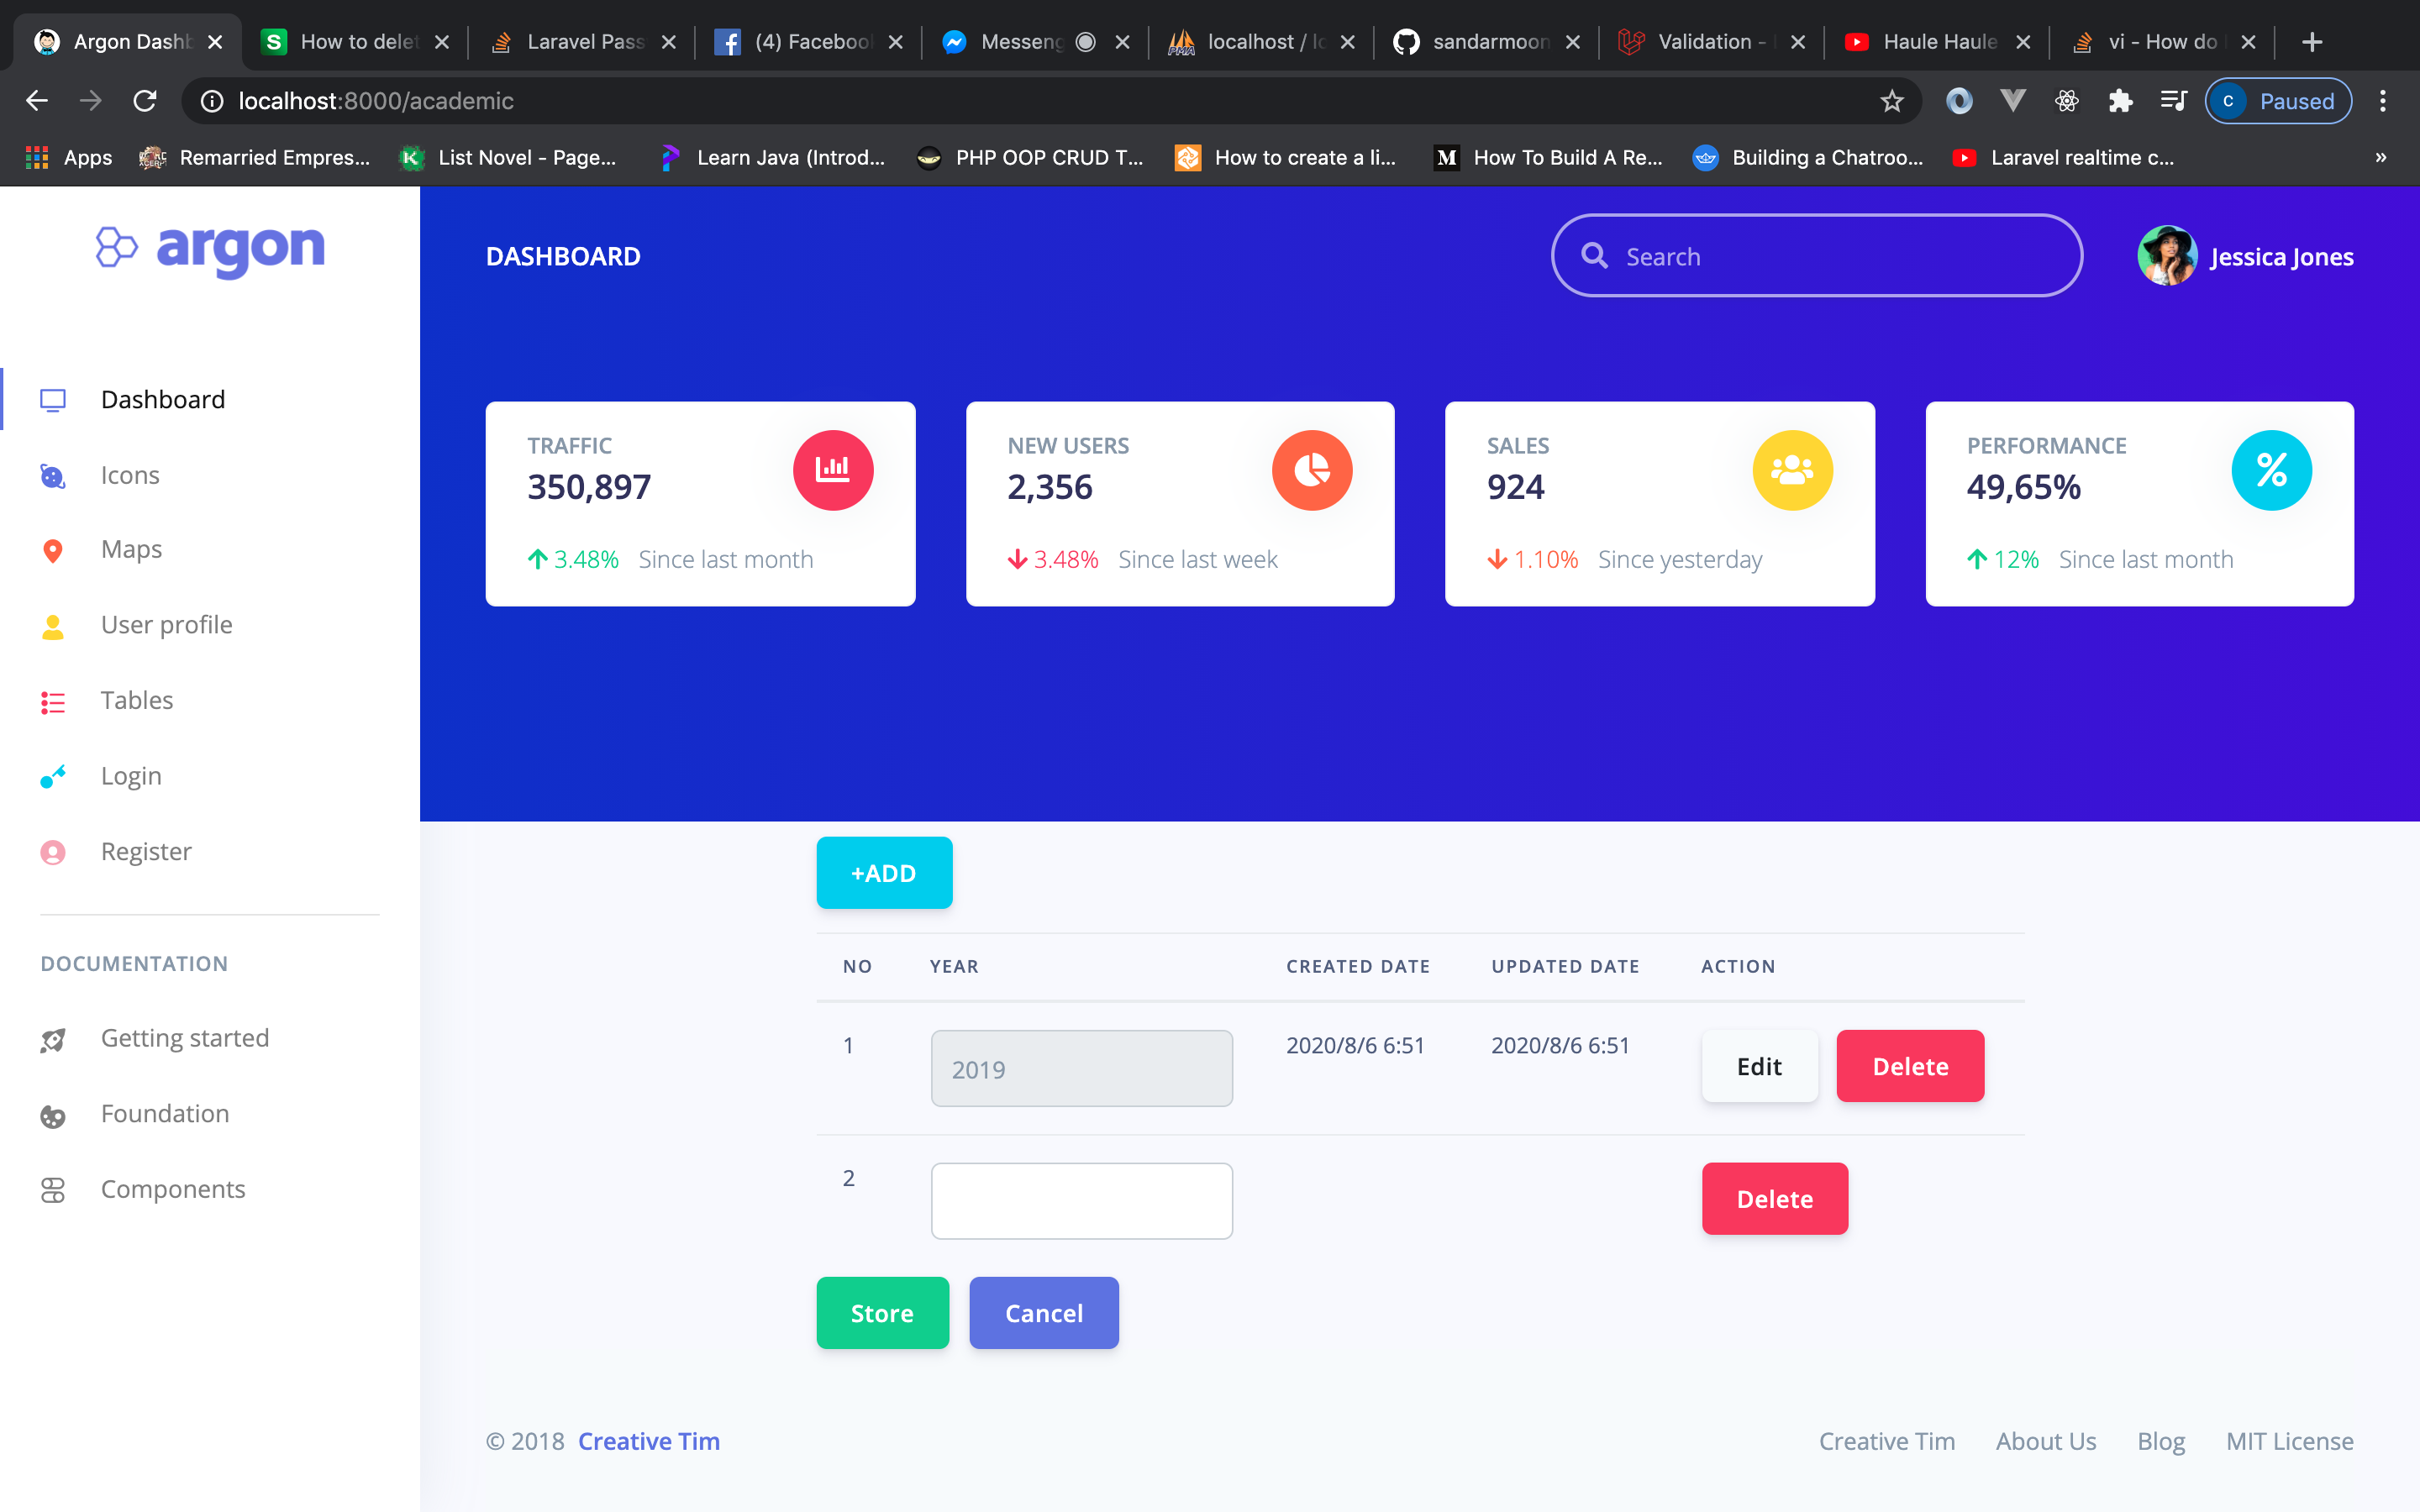 Argon Dashb
How to delet
Laravel Pass
(4) Facebook
Messeng
localhost / lo
sandarmoon
Validation -
Haule Haule
vi - How do I
localhost:8000/academic
C Paused
Apps
Remarried Empres...
List Novel - Page...
Learn Java (Introd...
PHP OOP CRUD T...
How to create a li...
M How To Build A Re...
Building a Chatroo...
Laravel realtime c...
»
argon
DASHBOARD
Search
Jessica Jones
Dashboard
Icons
Maps
User profile
Tables
Login
Register
DOCUMENTATION
Getting started
Foundation
Components
TRAFFIC
350,897
3.48% Since last month
NEW USERS
2,356
3.48% Since last week
SALES
924
1.10% Since yesterday
PERFORMANCE
49,65%
%
12% Since last month
+ADD
NO YEAR CREATED DATE UPDATED DATE ACTION
1 2019 2020/8/6 6:51 2020/8/6 6:51 Edit Delete
2 Delete
Store Cancel
© 2018 Creative Tim
Creative Tim About Us Blog MIT License